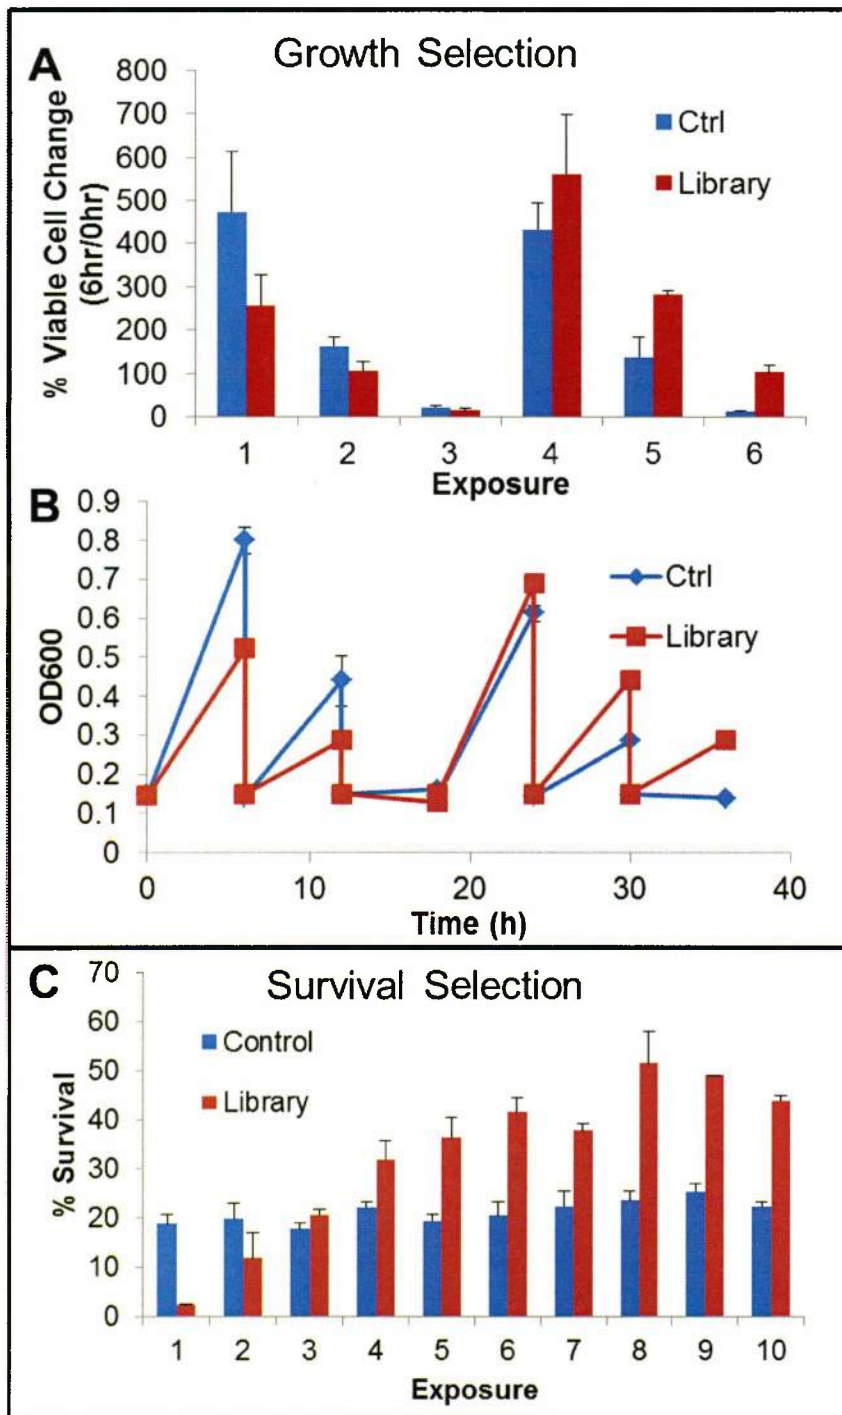 A
Growth Selection
% Viable Cell Change
(6hr/0hr)
800
700
600
500
400
300
200
100
0
Ctrl
Library
1 2 3 4 5 6
Exposure
B
OD600
0.9
0.8
0.7
0.6
0.5
0.4
0.3
0.2
0.1
0
Ctrl
Library
0 10 20 30 40
Time (h)
C
Survival Selection
% Survival
70
60
50
40
30
20
10
0
Control
Library
1 2 3 4 5 6 7 8 9 10
Exposure